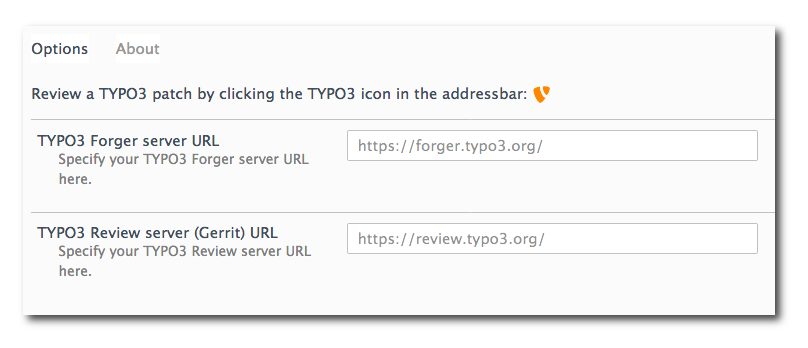 Options About
Review a TYPO3 patch by clicking the TYPO3 icon in the addressbar:
TYPO3 Forger server URL
https://forger.typo3.org/
Specify your TYPO3 Forger server URL
here.
TYPO3 Review server (Gerrit) URL
https://review.typo3.org/
Specify your TYPO3 Review server URL
here.